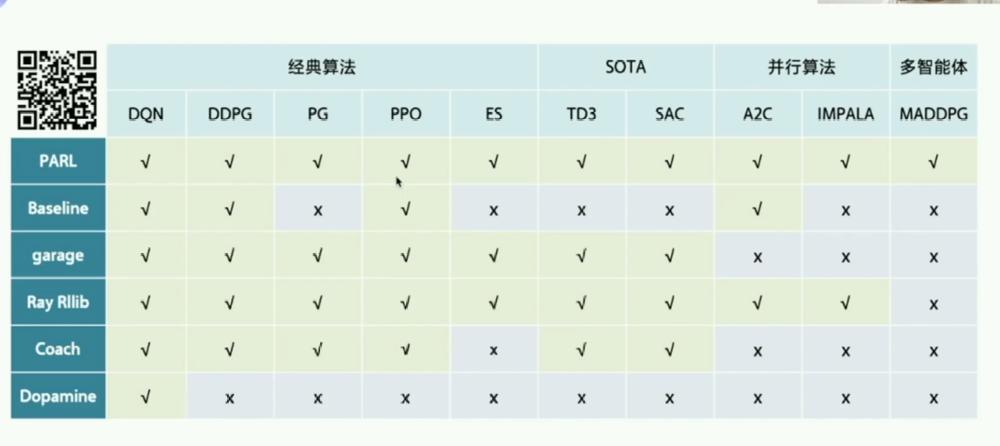 经典算法 SOTA 并行算法 多智能体
DQN DDPG PG PPO ES TD3 SAC A2C IMPALA MADDPG
PARL √ √ √ √ √ √ √ √ √ √
Baseline √ √ x √ x x x √ x x
garage √ √ √ √ √ √ √ x x x
Ray Rllib √ √ √ √ √ √ √ √ √ x
Coach √ √ √ √ x √ √ x x x
Dopamine √ x x x x x x x x x